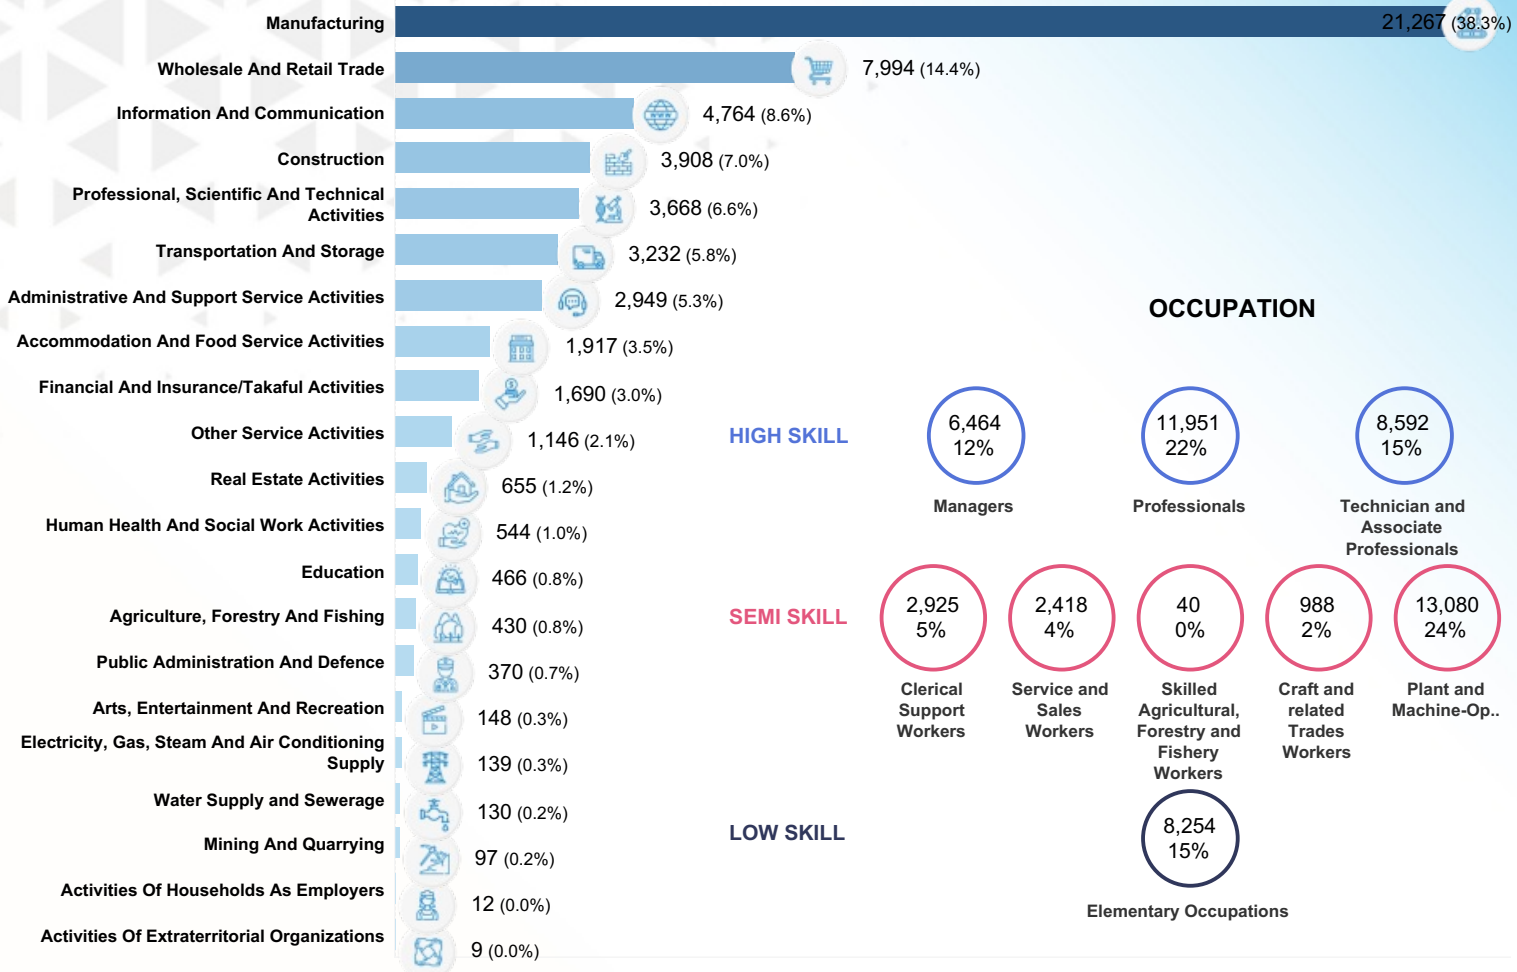 Manufacturing
21,267 (38.3%)
Wholesale And Retail Trade
7,994 (14.4%)
Information And Communication
WWW
4,764 (8.6%)
Construction
3,908 (7.0%)
Professional, Scientific And Technical
Activities
3,668 (6.6%)
Transportation And Storage
3,232 (5.8%)
Administrative And Support Service Activities
2,949 (5.3%)
Accommodation And Food Service Activities
1,917 (3.5%)
Financial And Insurance/Takaful Activities
1,690 (3.0%)
Other Service Activities
1,146 (2.1%)
Real Estate Activities
655 (1.2%)
Human Health And Social Work Activities
544 (1.0%)
Education
466 (0.8%)
Agriculture, Forestry And Fishing
430 (0.8%)
Public Administration And Defence
370 (0.7%)
Arts, Entertainment And Recreation
148 (0.3%)
Electricity, Gas, Steam And Air Conditioning
Supply
139 (0.3%)
Water Supply and Sewerage
130 (0.2%)
Mining And Quarrying
97 (0.2%)
Activities Of Households As Employers
12 (0.0%)
Activities Of Extraterritorial Organizations
9 (0.0%)
OCCUPATION
HIGH SKILL
6,464
12%
Managers
11,951
22%
Professionals
8,592
15%
Technician and
Associate
Professionals
SEMI SKILL
2,925
5%
Clerical
Support
Workers
2,418
4%
Service and
Sales
Workers
40
0%
Skilled
Agricultural,
Forestry and
Fishery
Workers
988
2%
Craft and
related
Trades
Workers
13,080
24%
Plant and
Machine-Op..
LOW SKILL
8,254
15%
Elementary Occupations